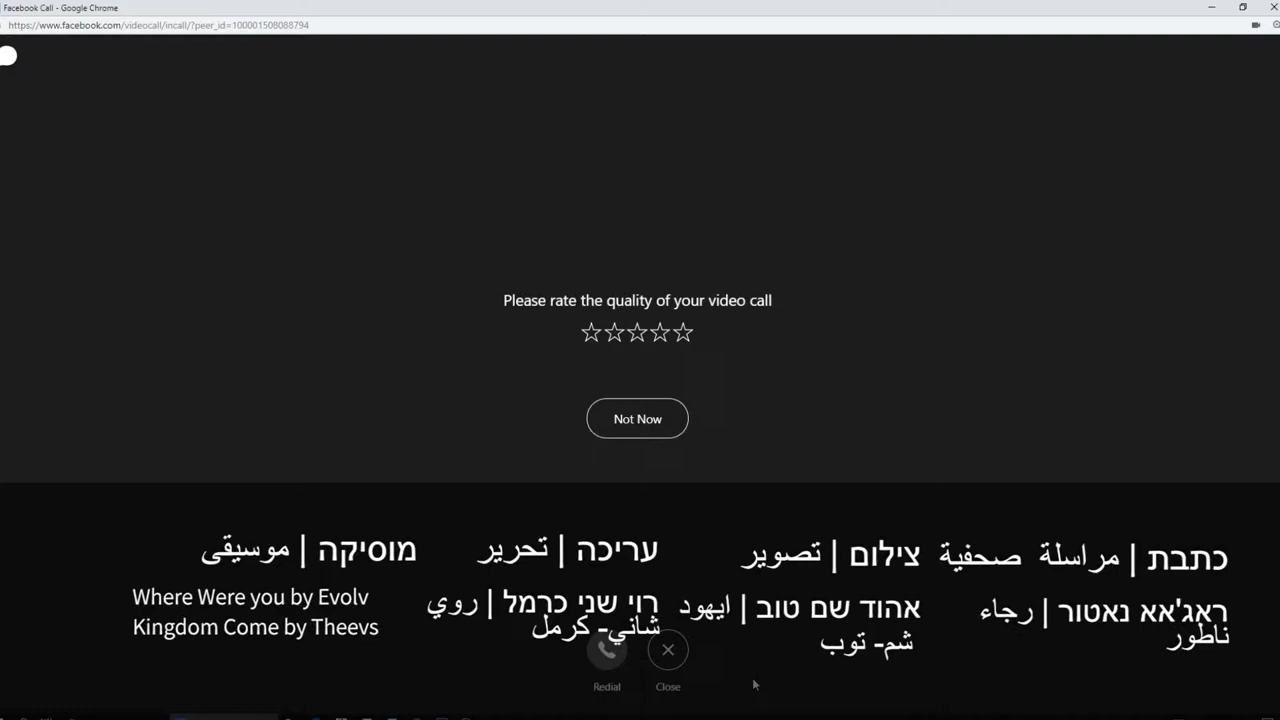 Facebook Call - Google Chrome
https://www.facebook.com/videocall/incall/?peer_id=100001508088794
Please rate the quality of your video call
Not Now
כתבת | مراسلة صحفية
ראג'אא נאטור | رجاء
ناطور
צילום | تصوير
אהוד שם טוב | ايهود
شم- توب
עריכה | تحرير
רוי שני כרמל | روي
شاني- كرمل
מוסיקה | موسيقى
Where Were you by Evolv
Kingdom Come by Theevs
Redial
Close